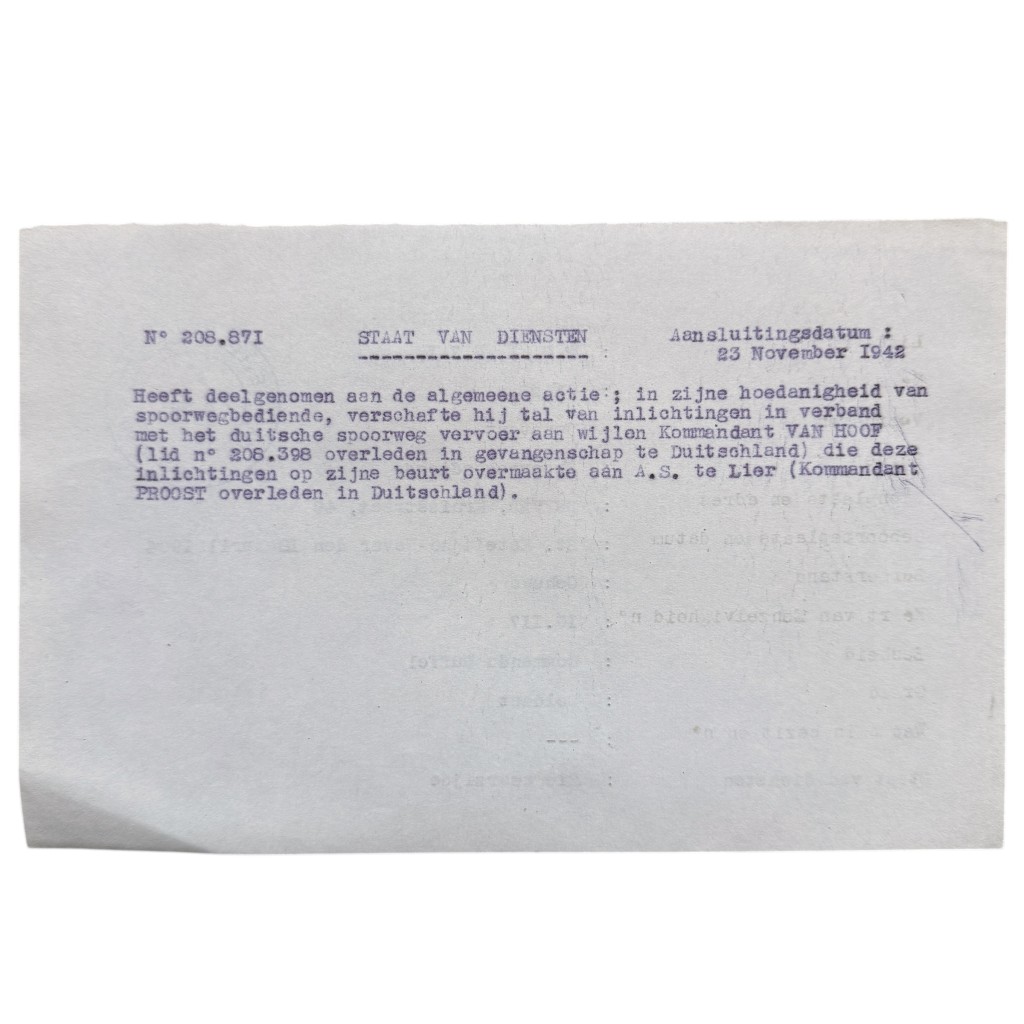 N° 208.871 STAAT VAN DIENSTEN Aansluitingsdatum :
-------------------- : 23 November 1942
Heeft deelgenomen aan de algemeene actie ; in zijne hoedanigheid van
spoorwegbediende, verschafte hij tal van inlichtingen in verband
met het duitsche spoorweg vervoer aan wijlen Kommandant VAN HOOF
(lid n° 208.398 overleden in gevangenschap te Duitschland) die deze
inlichtingen op zijne beurt overmaakte aan A.S. te Lier (Kommandant
PROOST overleden in Duitschland).